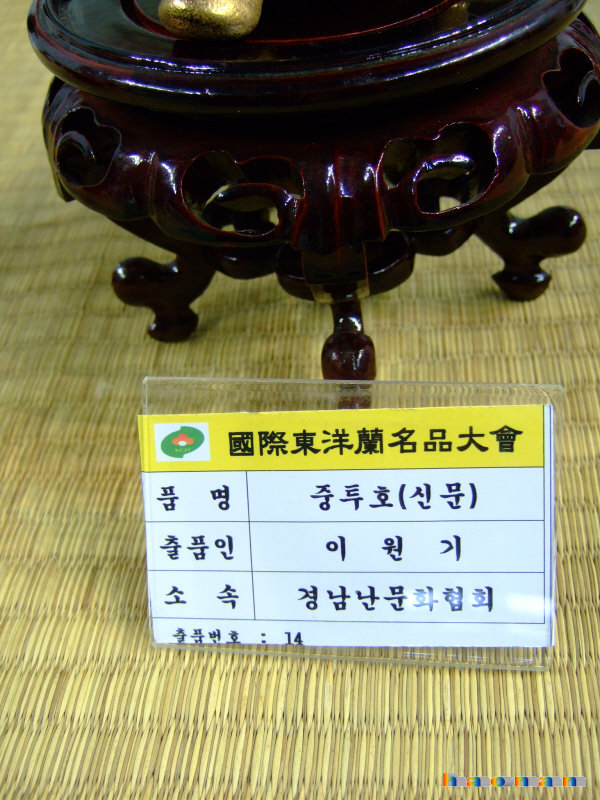 國際東洋蘭名品大會
품 명 중투호(신문)
출품인 이 원 기
소 속 경남난문화협회
출품번호 : 14
haonam